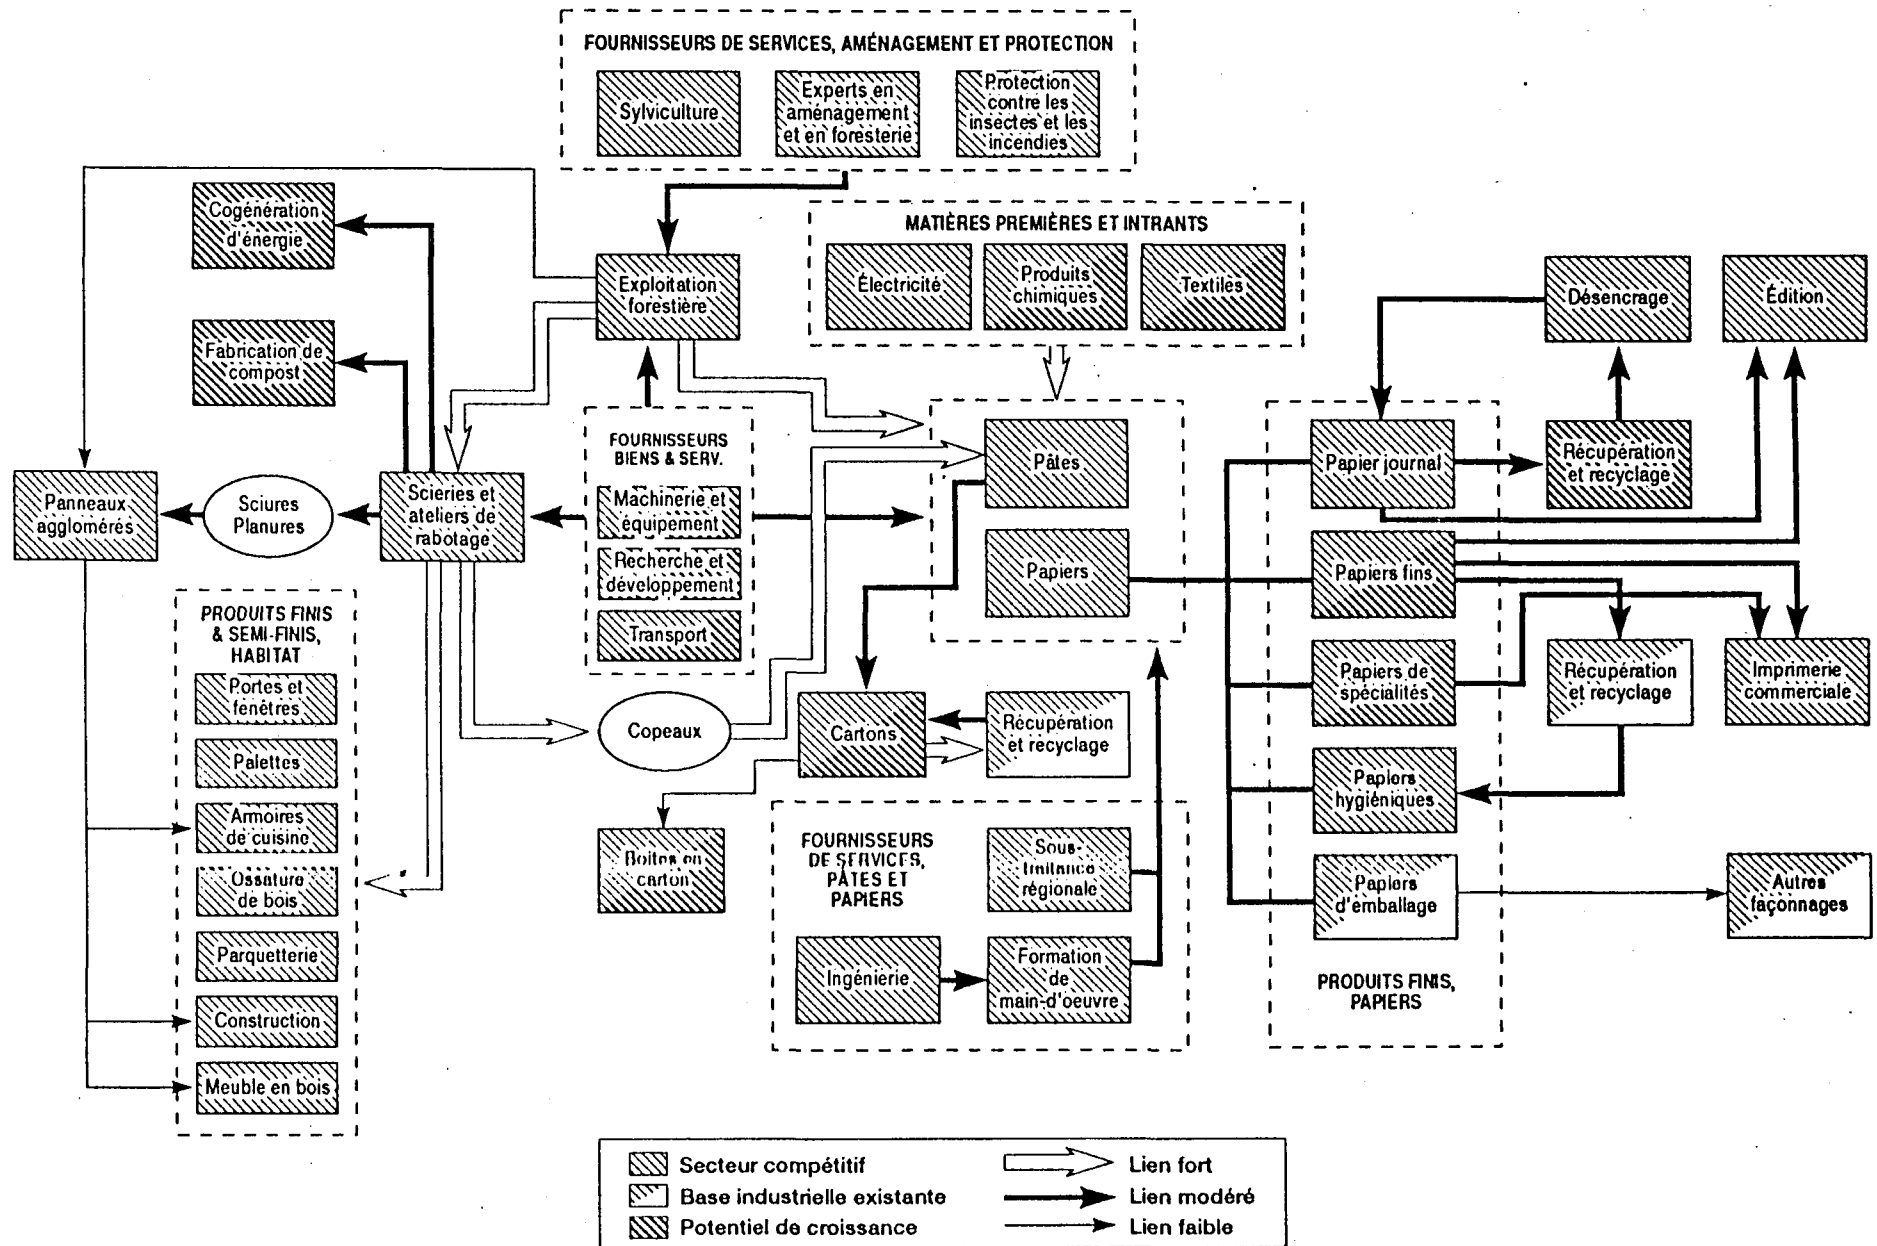 FOURNISSEURS DE SERVICES, AMÉNAGEMENT ET PROTECTION
Sylviculture
Experts en
aménagement
et en foresterie
Protection
contre les
insectes et les
incendies
Cogénération
d'énergie
Fabrication de
compost
Exploitation
forestière
MATIÈRES PREMIÈRES ET INTRANTS
Électricité
Produits
chimiques
Textiles
Désencrage
Édition
Panneaux
agglomérés
Sciures
Planures
Scieries et
ateliers de
rabotage
FOURNISSEURS
BIENS & SERV.
Machinerie et
équipement
Recherche et
développement
Transport
Pâtes
Papiers
Papier journal
Récupération
et recyclage
Papiers fins
Papiers de
spécialités
Récupération
et recyclage
Imprimerie
commerciale
Papiers
hygiéniques
Papiers
d'emballage
Autres
façonnages
PRODUITS FINIS,
PAPIERS
PRODUITS FINIS
& SEMI-FINIS,
HABITAT
Portes et
fenêtres
Palettes
Armoires
de cuisine
Ossature
de bois
Parquetterie
Construction
Meuble en bois
Copeaux
Cartons
Récupération
et recyclage
Boîtes en
carton
FOURNISSEURS
DE SERVICES,
PÂTES ET
PAPIERS
Sous-
traitance
régionale
Ingénierie
Formation
de
main-d'oeuvre
Secteur compétitif
Base industrielle existante
Potentiel de croissance
Lien fort
Lien modéré
Lien faible